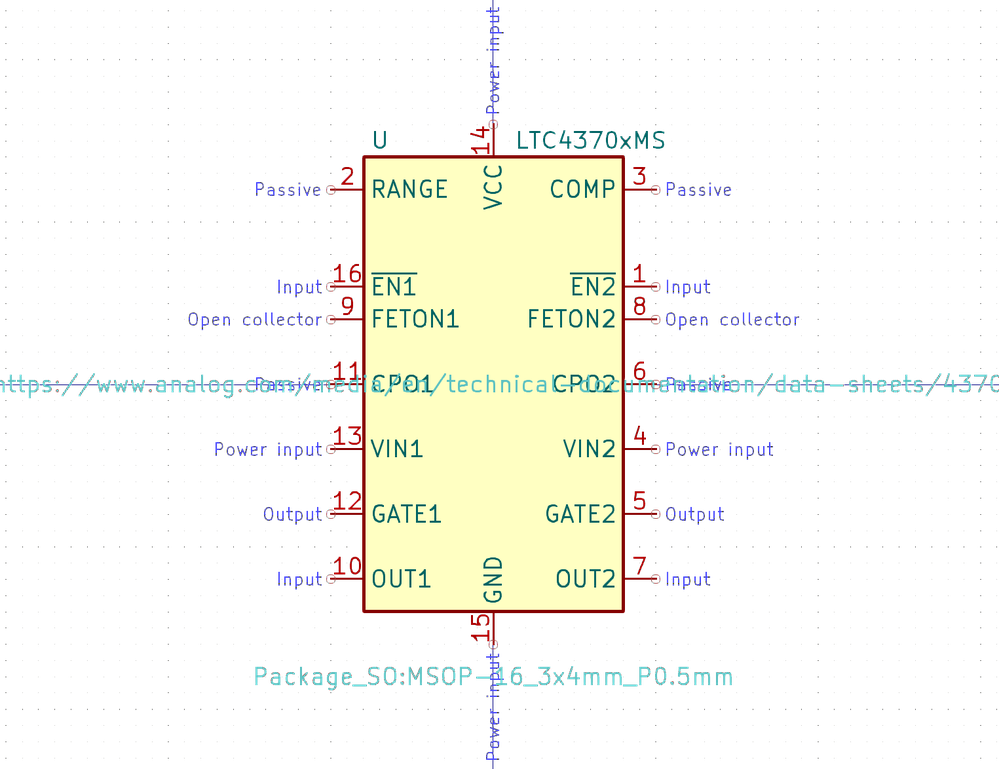 Power input
14
U LTC4370xMS
Passive 2 RANGE VCC COMP 3 Passive
Input 16 EN1 EN2 1 Input
Open collector 9 FETON1 FETON2 8 Open collector
Passive 11 CPO1 CPO2 6 Passive
https://www.analog.com/media/en/technical-documentation/data-sheets/4370
Power input 13 VIN1 VIN2 4 Power input
Output 12 GATE1 GATE2 5 Output
Input 10 OUT1 GND OUT2 7 Input
15
Package_SO:MSOP-16_3x4mm_P0.5mm
Power input